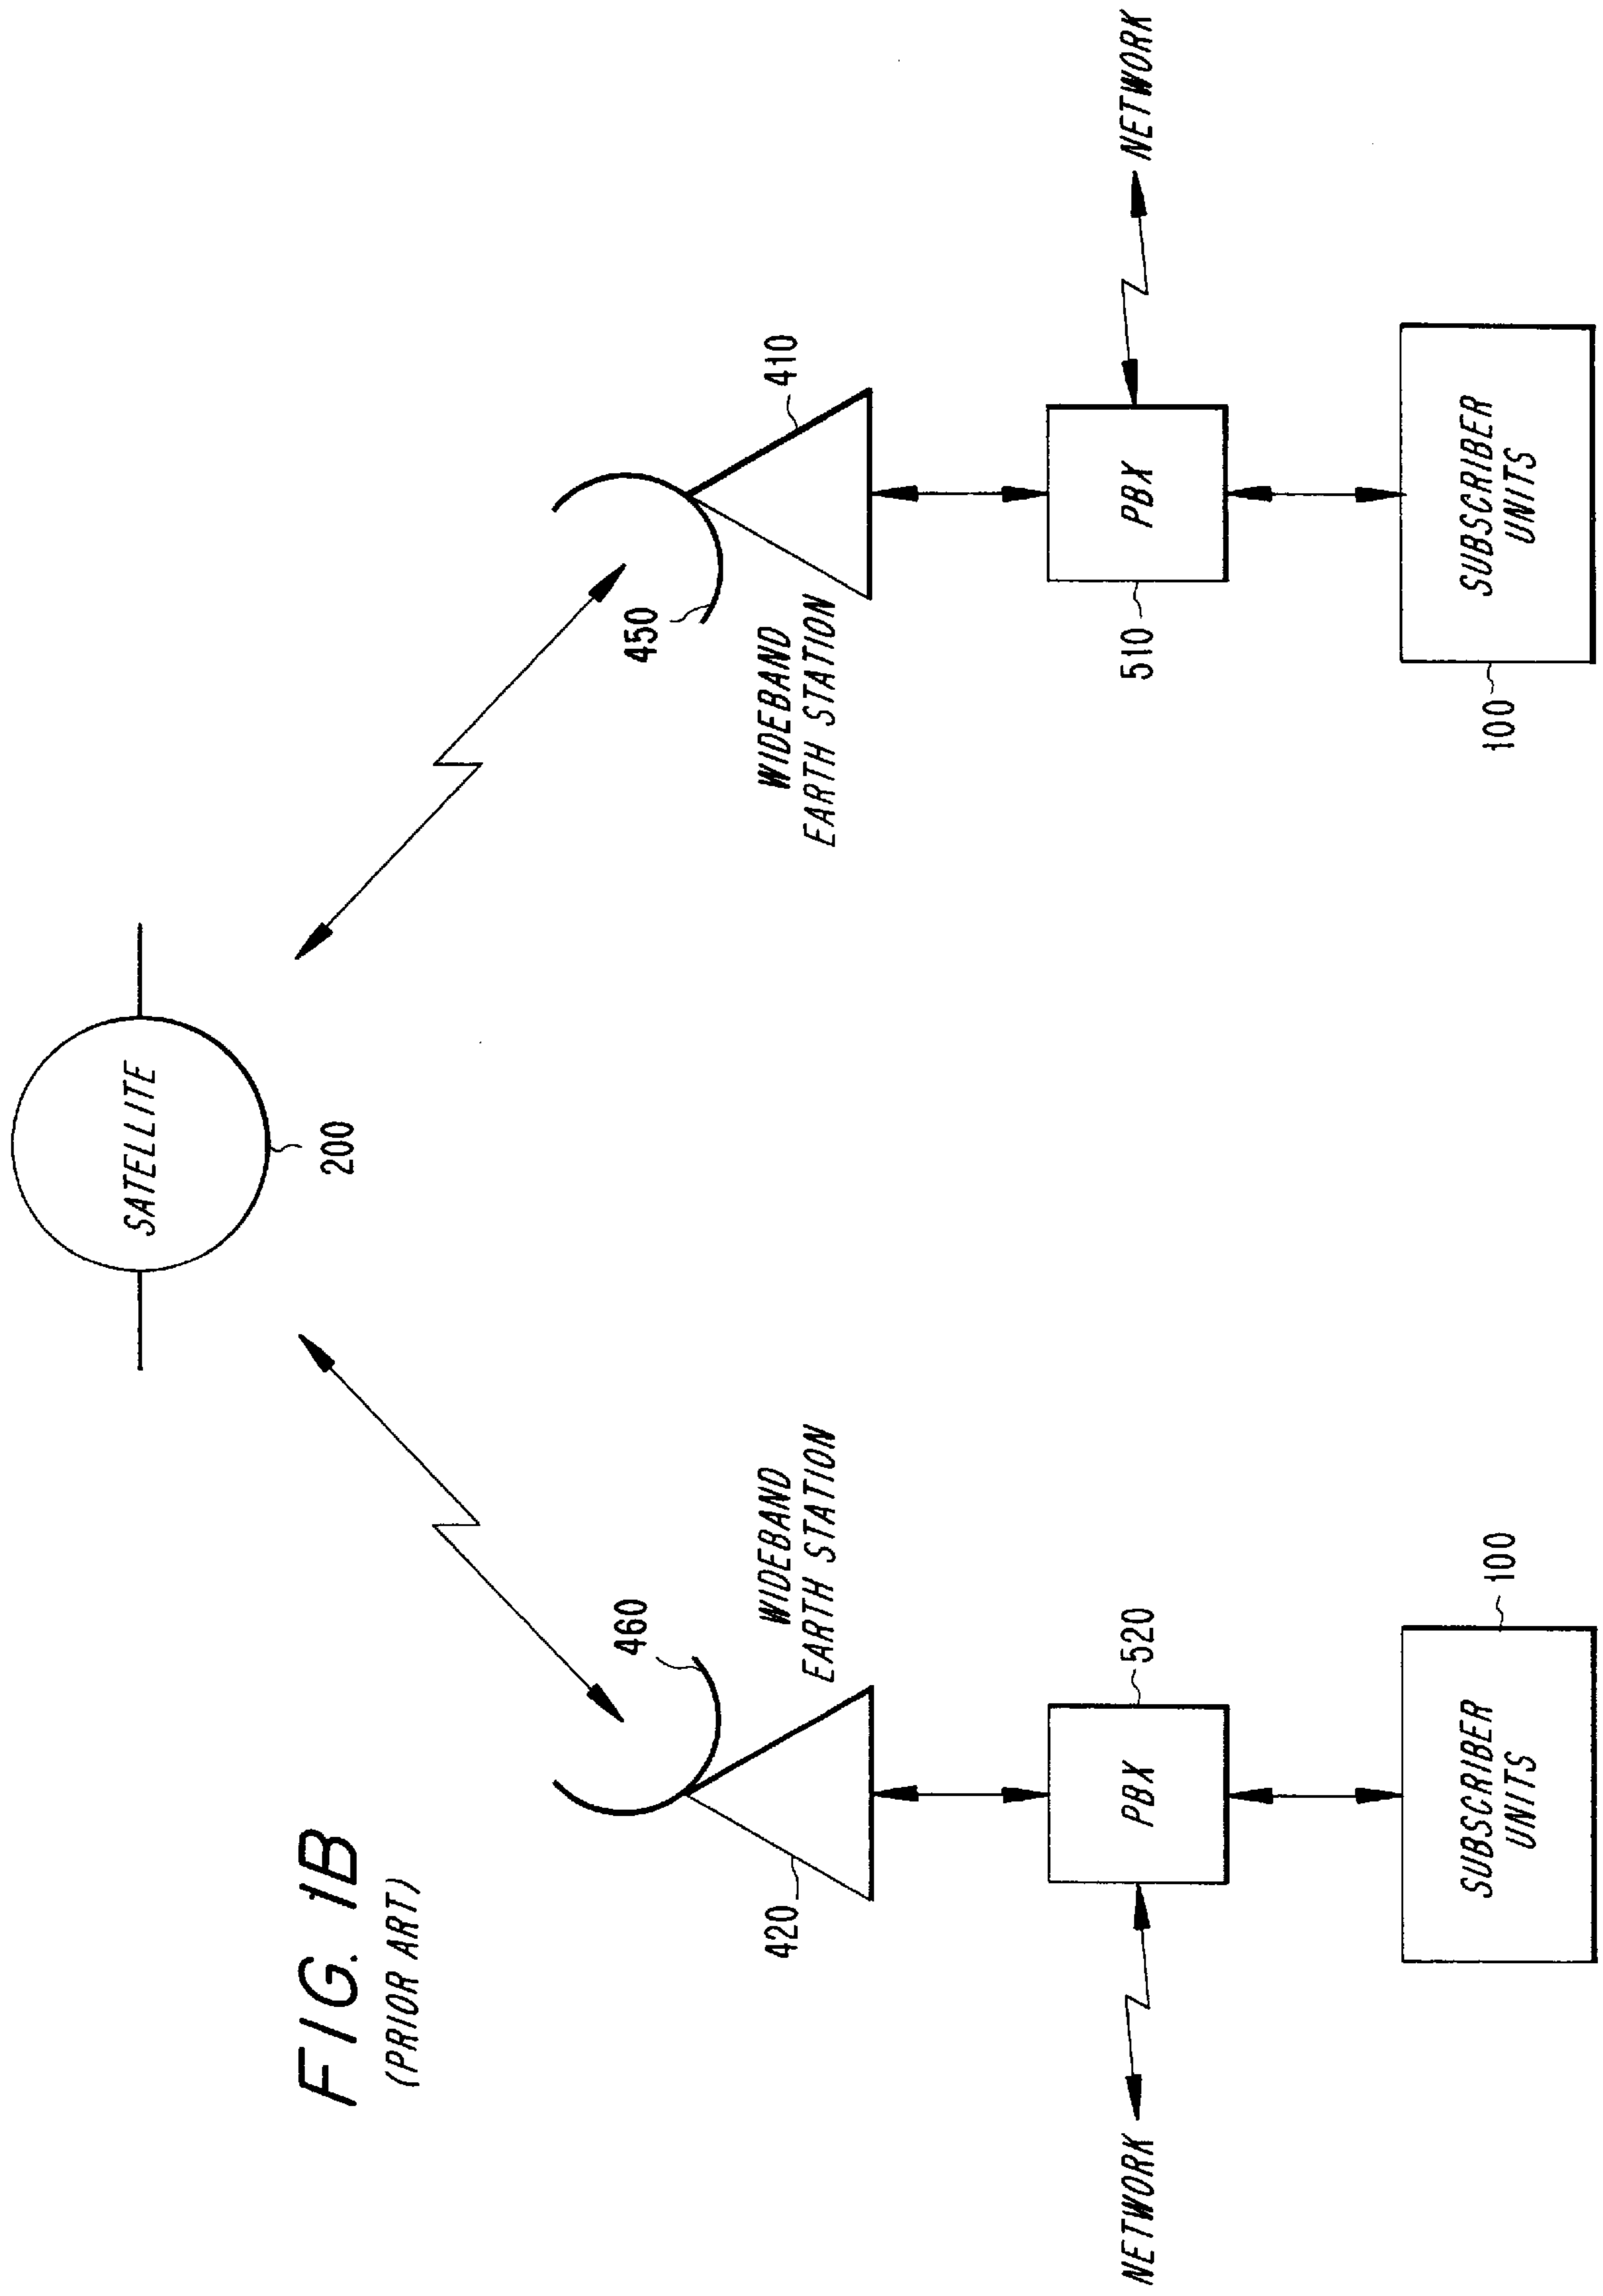 FIG. 1B
(PRIOR ART)
SATELLITE
200
460
450
WIDEBAND
EARTH STATION
420
WIDEBAND
EARTH STATION
410
NETWORK
PBX
520
510
PBX
NETWORK
SUBSCRIBER
UNITS
100
100
SUBSCRIBER
UNITS